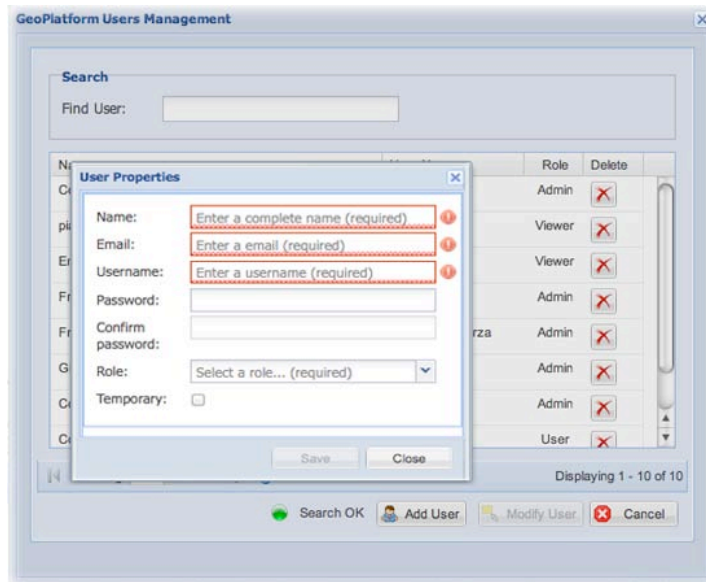 GeoPlatform Users Management
Search
Find User:
Role Delete
User Properties
Admin
Name: Enter a complete name (required)
Viewer
Email: Enter a email (required)
Viewer
Username: Enter a username (required)
Password:
Admin
Confirm password:
rza Admin
Role: Select a role... (required)
Admin
Temporary:
Admin
User
Save Close
Displaying 1 - 10 of 10
Search OK Add User Modify User Cancel